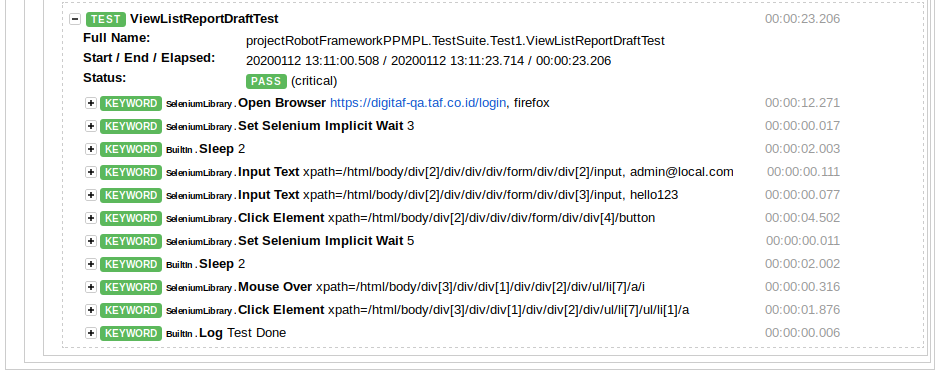 TEST ViewListReportDraftTest 00:00:23.206
Full Name: projectRobotFrameworkPPMPL.TestSuite.Test1.ViewListReportDraftTest
Start / End / Elapsed: 20200112 13:11:00.508 / 20200112 13:11:23.714 / 00:00:23.206
Status: PASS (critical)
KEYWORD SeleniumLibrary.Open Browser https://digitaf-qa.taf.co.id/login, firefox 00:00:12.271
KEYWORD SeleniumLibrary.Set Selenium Implicit Wait 3 00:00:00.017
KEYWORD BuiltIn.Sleep 2 00:00:02.003
KEYWORD SeleniumLibrary.Input Text xpath=/html/body/div[2]/div/div/div/form/div/div[2]/input, admin@local.com 00:00:00.111
KEYWORD SeleniumLibrary.Input Text xpath=/html/body/div[2]/div/div/div/form/div/div[3]/input, hello123 00:00:00.077
KEYWORD SeleniumLibrary.Click Element xpath=/html/body/div[2]/div/div/div/form/div/div[4]/button 00:00:04.502
KEYWORD SeleniumLibrary.Set Selenium Implicit Wait 5 00:00:00.011
KEYWORD BuiltIn.Sleep 2 00:00:02.002
KEYWORD SeleniumLibrary.Mouse Over xpath=/html/body/div[3]/div/div[1]/div/div[2]/div/ul/li[7]/a/i 00:00:00.316
KEYWORD SeleniumLibrary.Click Element xpath=/html/body/div[3]/div/div[1]/div/div[2]/div/ul/li[7]/ul/li[1]/a 00:00:01.876
KEYWORD BuiltIn.Log Test Done 00:00:00.006